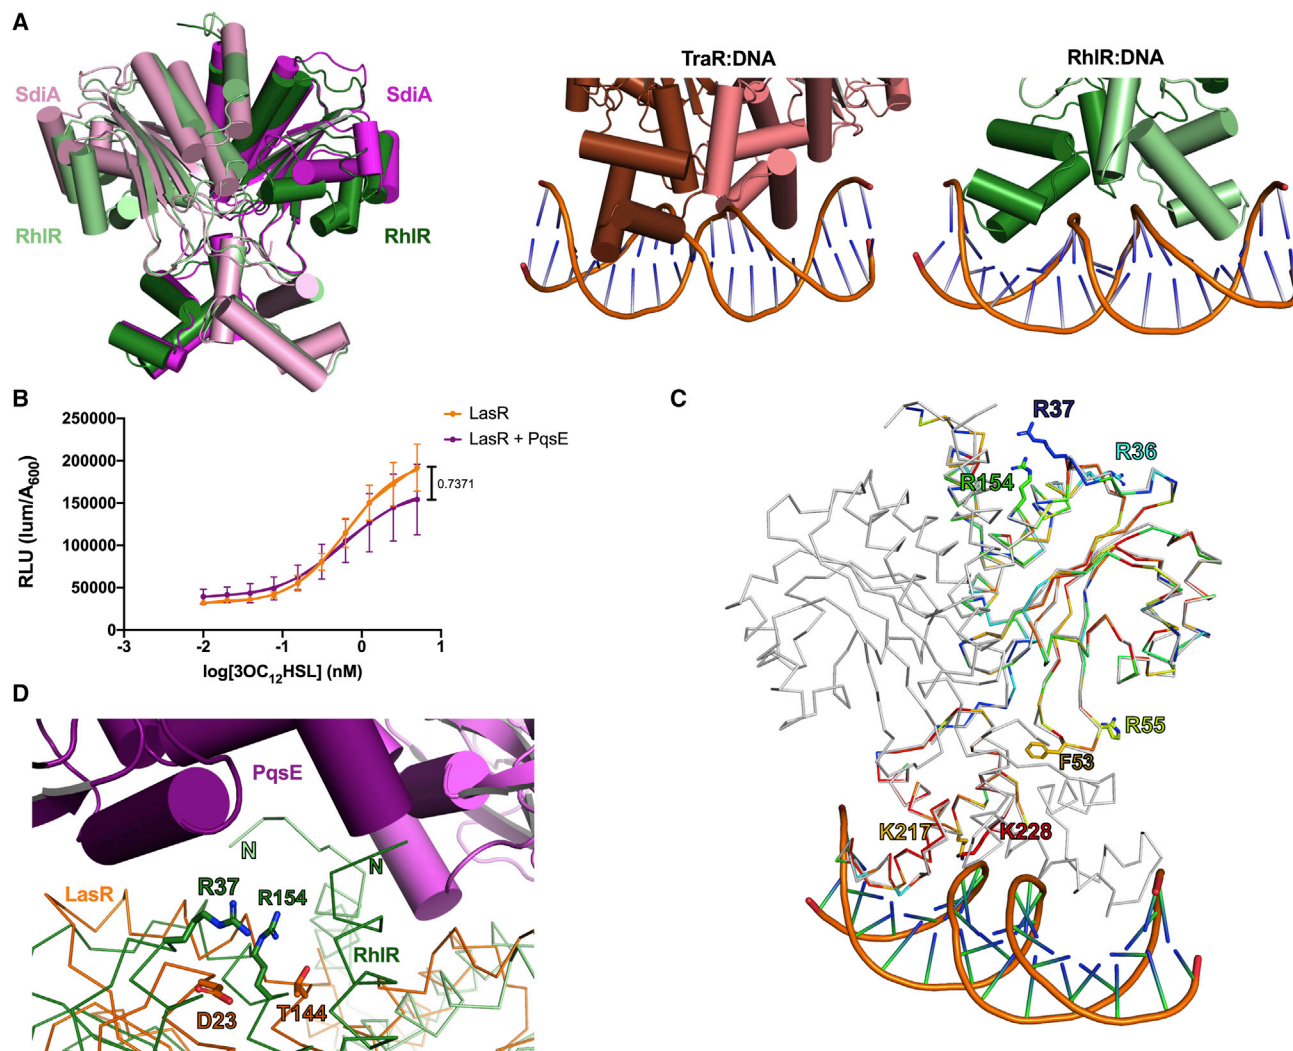 A
SdiA
SdiA
RhlR
RhlR
TraR:DNA
RhlR:DNA
B
250000
200000
150000
100000
50000
0
-3
-2
-1
0
1
RLU (lum/A600)
log[3OC12HSL] (nM)
LasR
LasR + PqsE
0.7371
C
R37
R36
R154
R55
F53
K217
K228
D
PqsE
N
N
LasR
R37
R154
RhlR
D23
T144